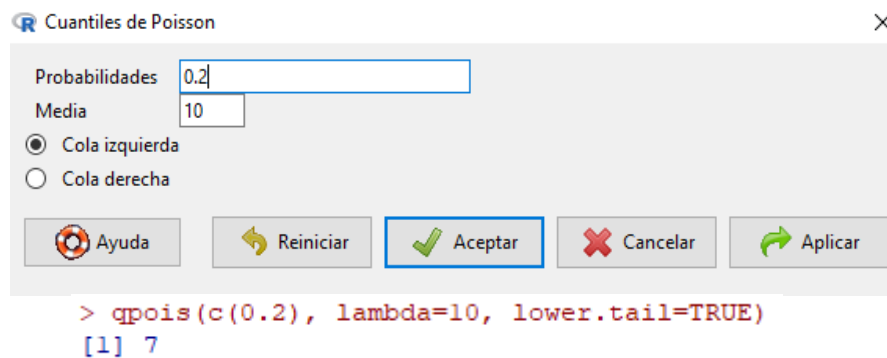 Cuantiles de Poisson
Probabilidades 0.2
Media 10
Cola izquierda
Cola derecha
Ayuda Reiniciar Aceptar Cancelar Aplicar
> qpois(c(0.2), lambda=10, lower.tail=TRUE)
[1] 7